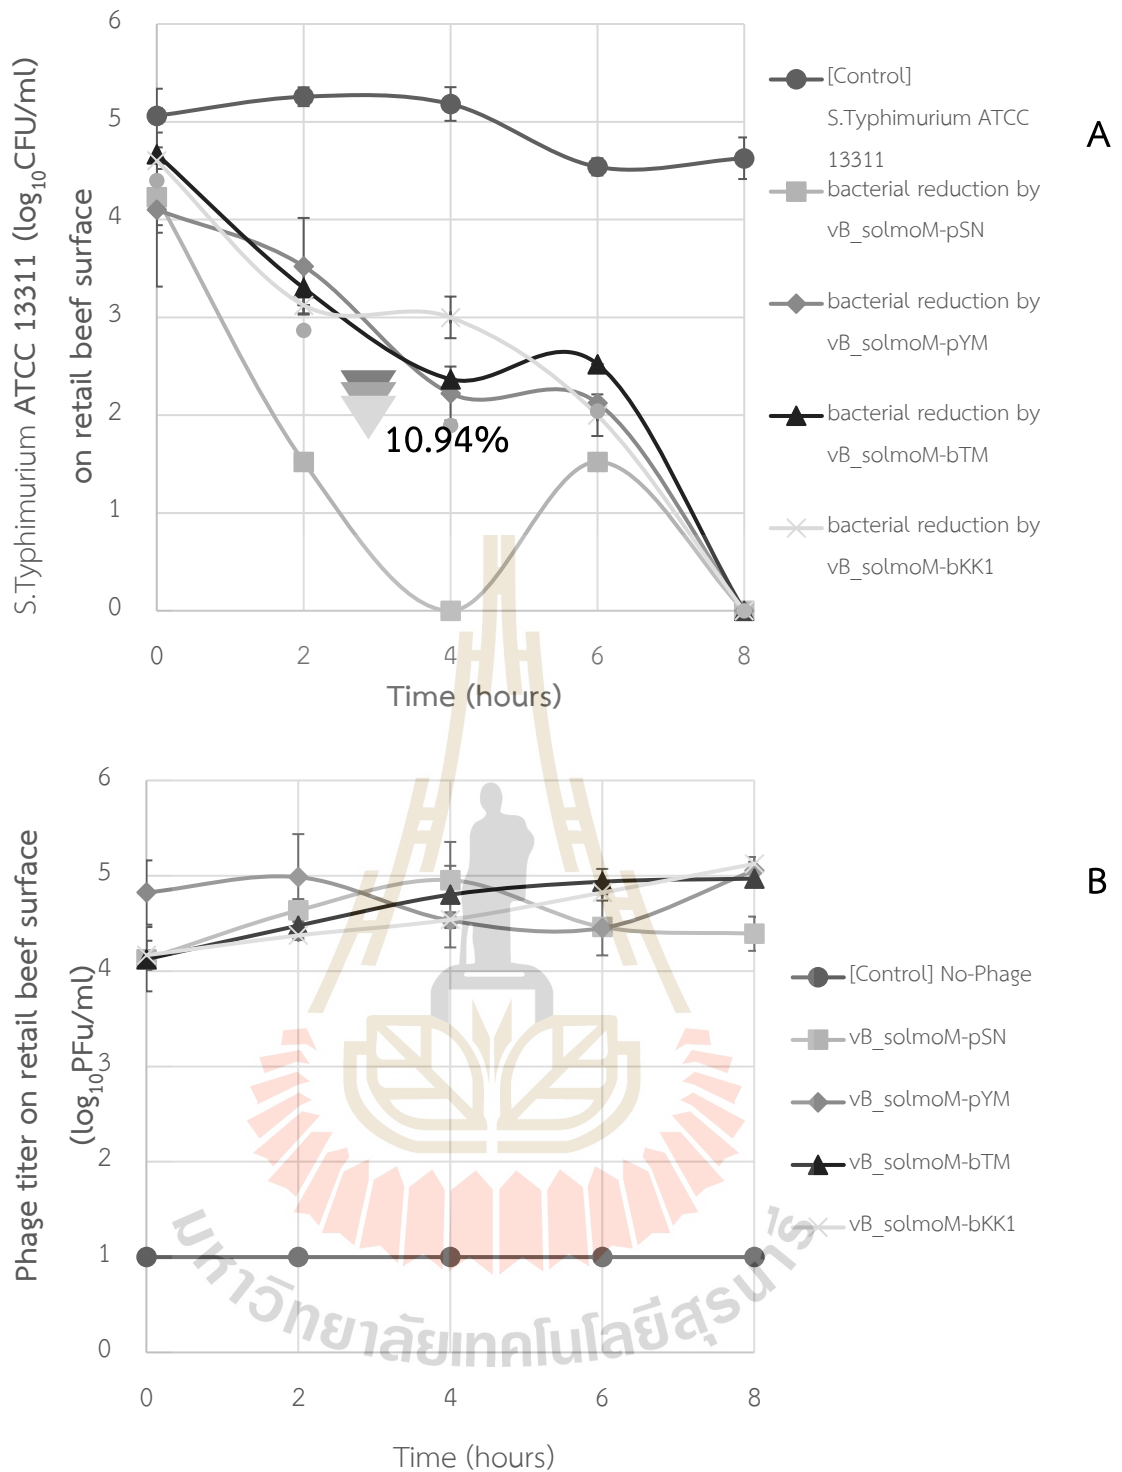 6
5
4
3
2
1
0
0 2 4 6 8
Time (hours)
S.Typhimurium ATCC 13311 (log10CFU/ml)
on retail beef surface
10.94%
[Control]
S.Typhimurium ATCC
13311
bacterial reduction by
vB_solmoM-pSN
bacterial reduction by
vB_solmoM-pYM
bacterial reduction by
vB_solmoM-bTM
bacterial reduction by
vB_solmoM-bKK1
A
6
5
4
3
2
1
0
0 2 4 6 8
Time (hours)
Phage titer on retail beef surface
(log10PFu/ml)
[Control] No-Phage
vB_solmoM-pSN
vB_solmoM-pYM
vB_solmoM-bTM
vB_solmoM-bKK1
B
มหาวิทยาลัยเทคโนโลยีสุรนารี